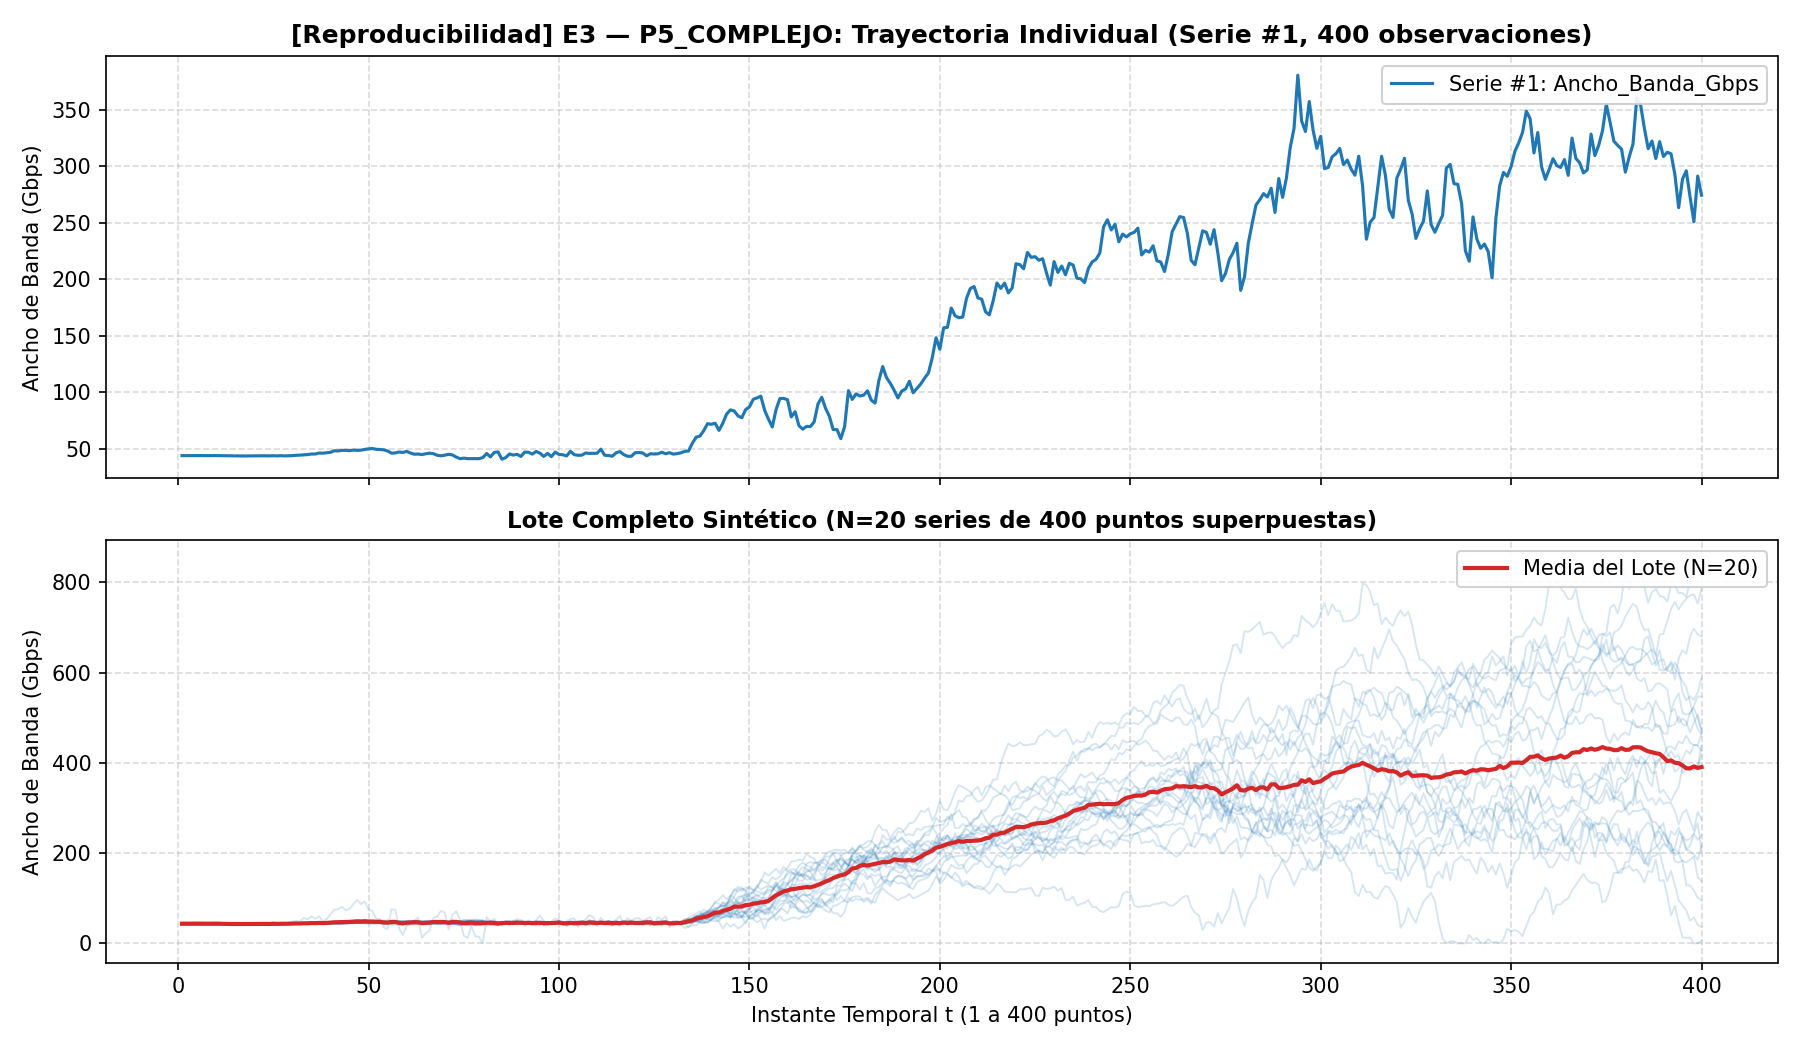 [Reproducibilidad] E3 — P5_COMPLEJO: Trayectoria Individual (Serie #1, 400 observaciones)
Serie #1: Ancho_Banda_Gbps
Ancho de Banda (Gbps)
350
300
250
200
150
100
50
Lote Completo Sintético (N=20 series de 400 puntos superpuestas)
Media del Lote (N=20)
Ancho de Banda (Gbps)
800
600
400
200
0
0 50 100 150 200 250 300 350 400
Instante Temporal t (1 a 400 puntos)